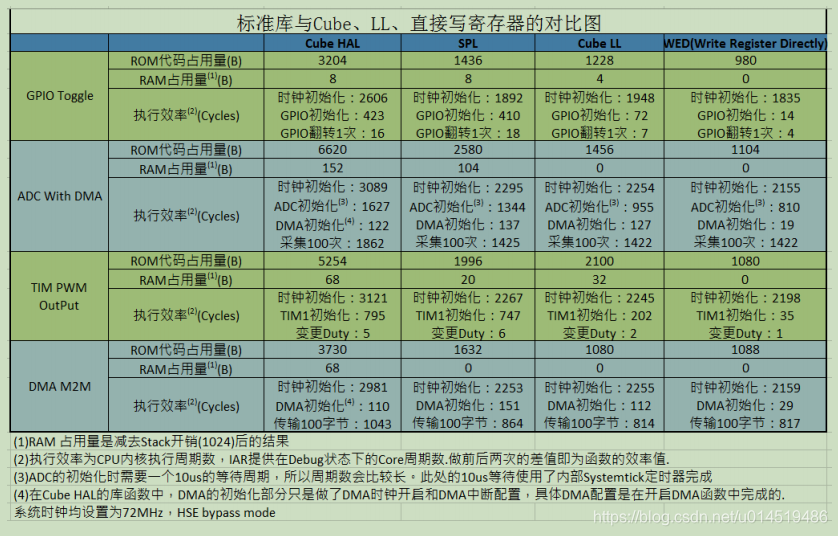 标准库与Cube、LL、直接写寄存器的对比图
Cube HAL SPL Cube LL WED(Write Register Directly)
GPIO Toggle
ROM代码占用量(B) 3204 1436 1228 980
RAM占用量(1)(B) 8 8 4 0
执行效率(2)(Cycles)
时钟初始化：2606 时钟初始化：1892 时钟初始化：1948 时钟初始化：1835
GPIO初始化：423 GPIO初始化：410 GPIO初始化：72 GPIO初始化：14
GPIO翻转1次：16 GPIO翻转1次：18 GPIO翻转1次：7 GPIO翻转1次：4
ADC With DMA
ROM代码占用量(B) 6620 2580 1456 1104
RAM占用量(1)(B) 152 104 0 0
执行效率(2)(Cycles)
时钟初始化：3089 时钟初始化：2295 时钟初始化：2254 时钟初始化：2155
ADC初始化(3)：1627 ADC初始化(3)：1344 ADC初始化(3)：955 ADC初始化(3)：810
DMA初始化(4)：122 DMA初始化：137 DMA初始化：127 DMA初始化：19
采集100次：1862 采集100次：1425 采集100次：1422 采集100次：1422
TIM PWM
OutPut
ROM代码占用量(B) 5254 1996 2100 1080
RAM占用量(1)(B) 68 20 32 0
执行效率(2)(Cycles)
时钟初始化：3121 时钟初始化：2267 时钟初始化：2245 时钟初始化：2198
TIM1初始化：795 TIM1初始化：747 TIM1初始化：202 TIM1初始化：35
变更Duty：5 变更Duty：6 变更Duty：2 变更Duty：1
DMA M2M
ROM代码占用量(B) 3730 1632 1080 1088
RAM占用量(1)(B) 68 0 0 0
执行效率(2)(Cycles)
时钟初始化：2981 时钟初始化：2253 时钟初始化：2255 时钟初始化：2159
DMA初始化(4)：110 DMA初始化：151 DMA初始化：112 DMA初始化：29
传输100字节：1043 传输100字节：864 传输100字节：814 传输100字节：817
(1)RAM 占用量是减去Stack开销(1024)后的结果
(2)执行效率为CPU内核执行周期数，IAR提供在Debug状态下的Core周期数.做前后两次的差值即为函数的效率值.
(3)ADC的初始化时需要一个10us的等待周期，所以周期数会比较长。此处的10us等待使用了内部Systemtick定时器完成
(4)在Cube HAL的库函数中，DMA的初始化部分只是做了DMA时钟开启和DMA中断配置，具体DMA配置是在开启DMA函数中完成的.
系统时钟均设置为72MHz，HSE bypass mode
https://blog.csdn.net/u014519486